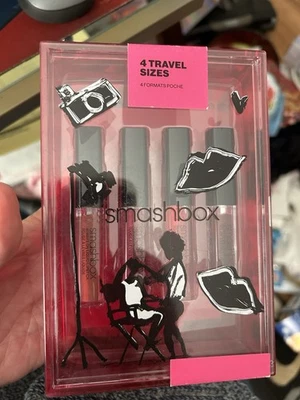 4 TRAVEL
SIZES
4 FORMATS POCHE
smashbox